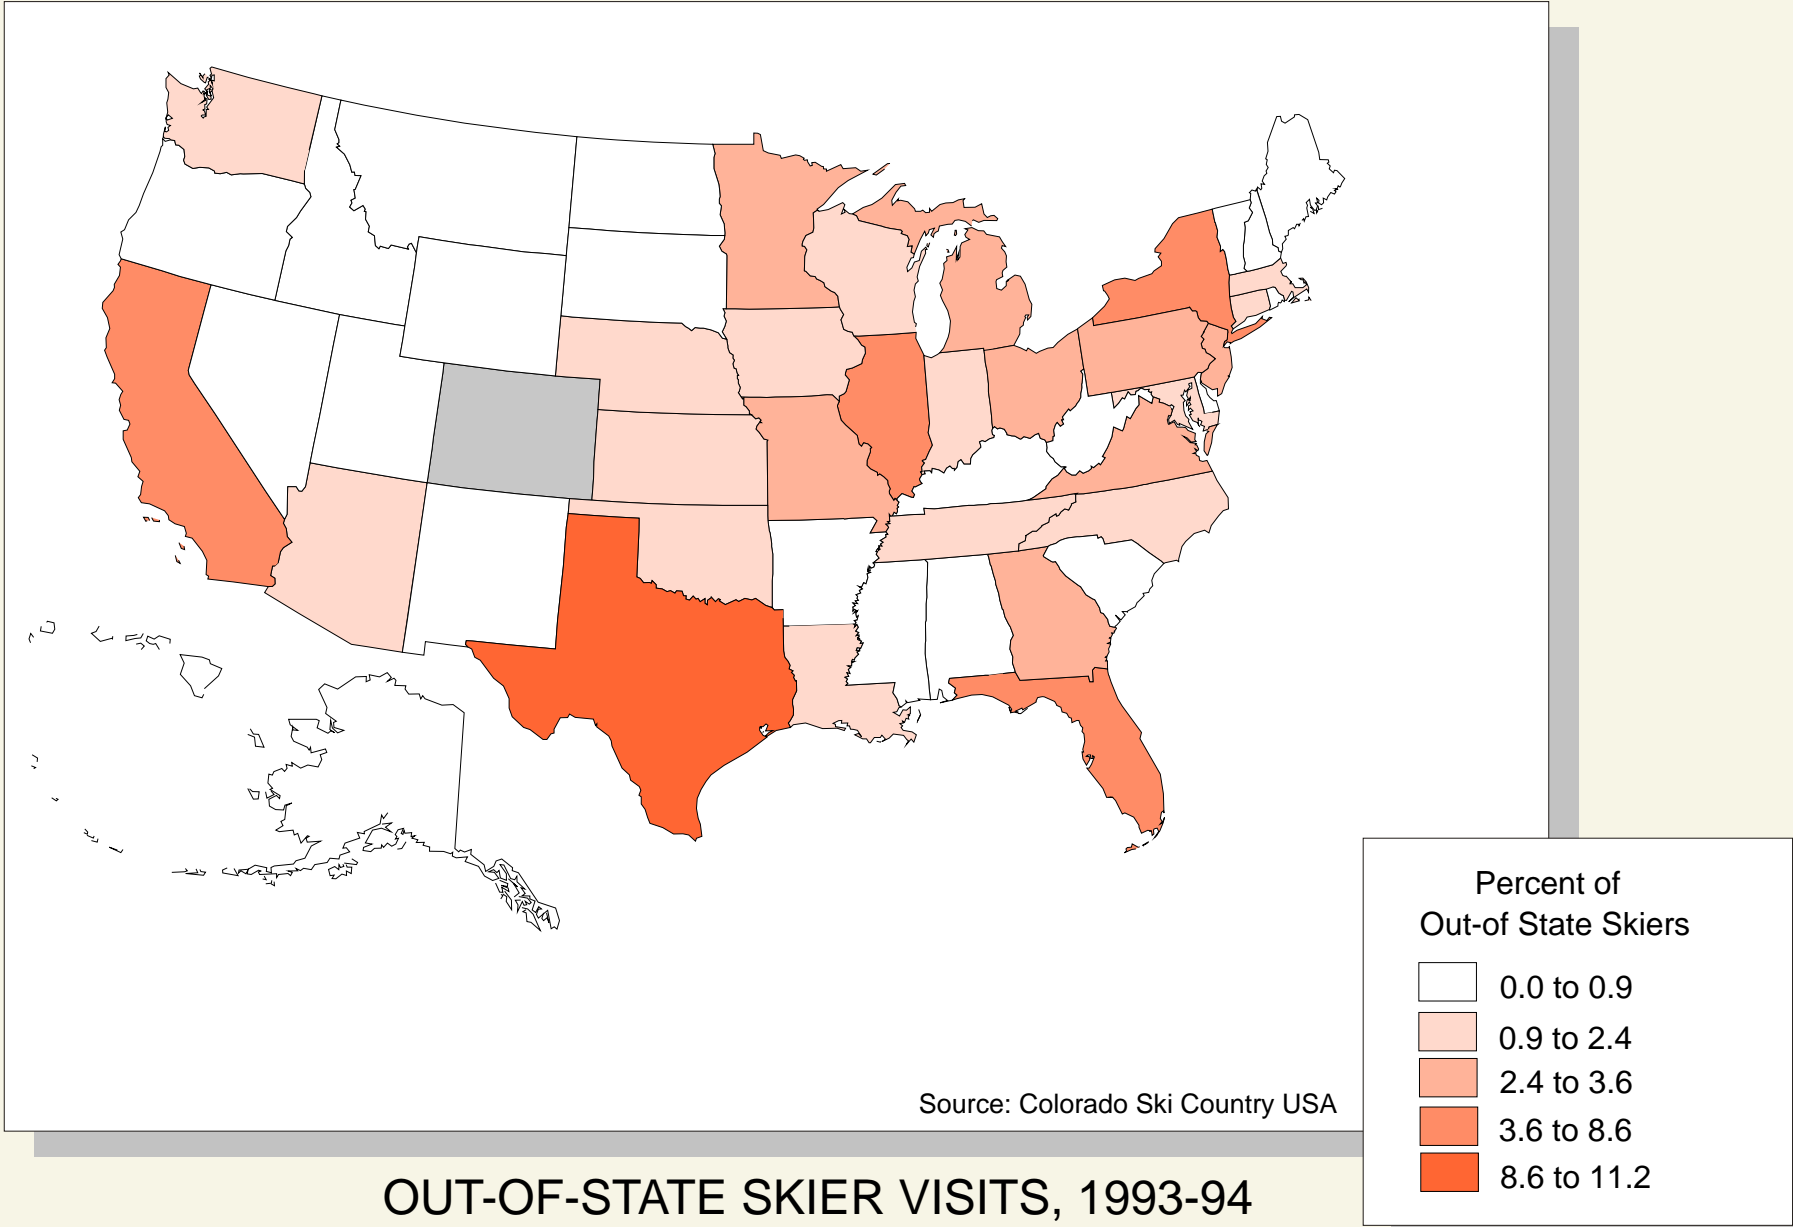 Percent of
Out-of State Skiers
0.0 to 0.9
0.9 to 2.4
2.4 to 3.6
3.6 to 8.6
8.6 to 11.2
Source: Colorado Ski Country USA
OUT-OF-STATE SKIER VISITS, 1993-94